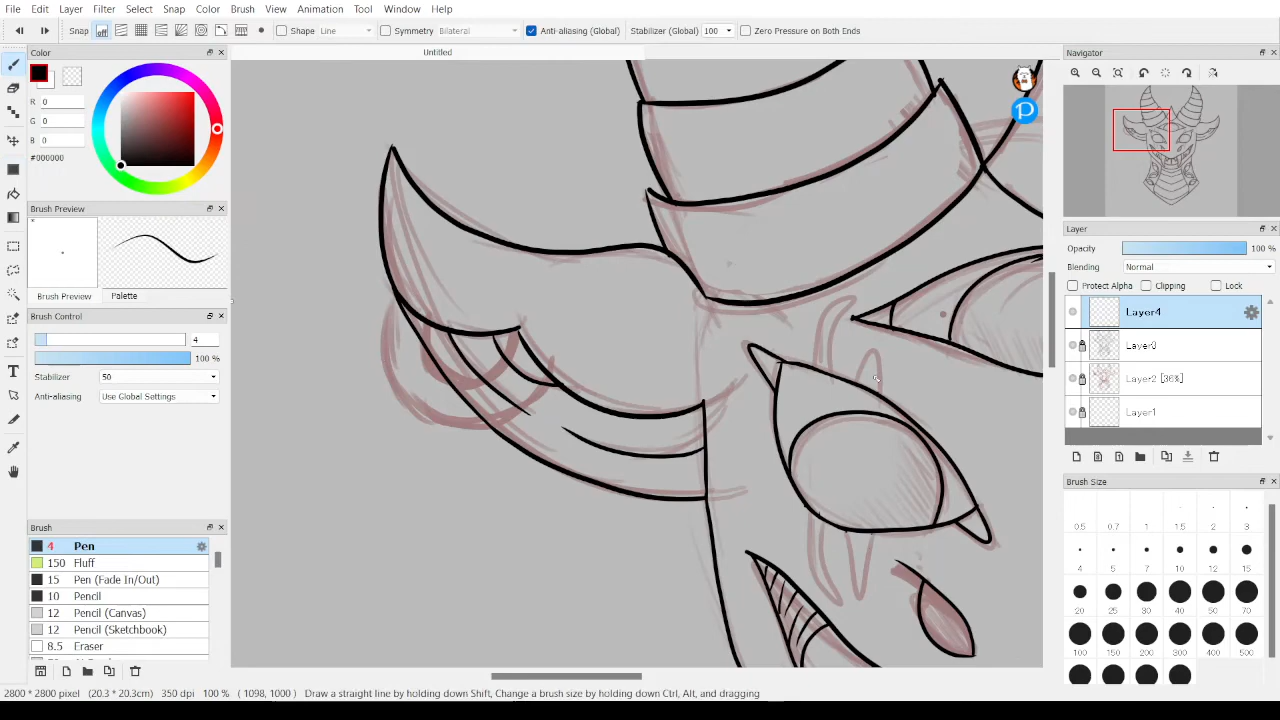 File Edit Layer Filter Select Snap Color Brush View Animation Tool Window Help
Snap off Shape Line Symmetry Bilateral Anti-aliasing (Global) Stabilizer (Global) 100 Zero Pressure on Both Ends
Color
Untitled
Navigator
R 0
G 0
B 0
#000000
Brush Preview
Brush Preview Palette
Brush Control
4
100 %
Stabilizer 50
Anti-aliasing Use Global Settings
Layer
Opacity 100 %
Blending Normal
Protect Alpha Clipping Lock
Layer4
Layer3
Layer2 [36%]
Layer1
Brush
4 Pen
150 Fluff
15 Pen (Fade In/Out)
10 Pencil
12 Pencil (Canvas)
12 Pencil (Sketchbook)
8.5 Eraser
Brush Size
0.5 0.7 1 1.5 2 3
4 5 7 10 12 15
20 25 30 40 50 70
100 150 200 300 400 500
2800 * 2800 pixel (20.3 * 20.3cm) 350 dpi 100 % ( 1098, 1000 ) Draw a straight line by holding down Shift, Change a brush size by holding down Ctrl, Alt, and dragging